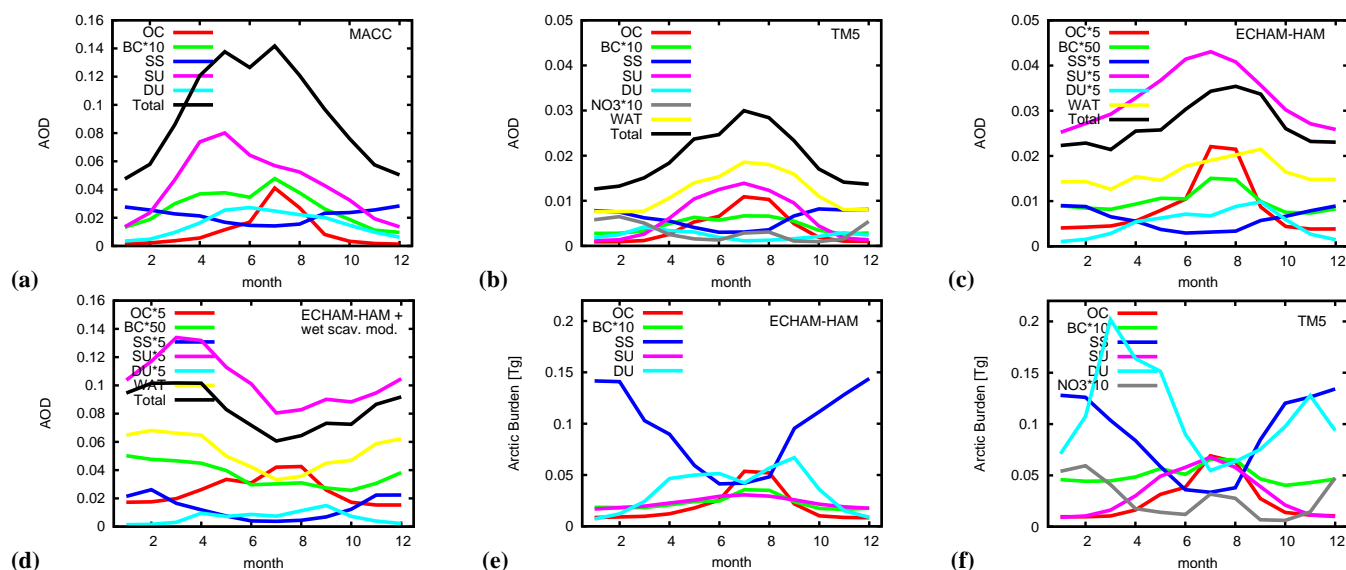 0.16
0.14
0.12
0.1
0.08
0.06
0.04
0.02
0
AOD
OC
BC*10
SS
SU
DU
Total
MACC
2 4 6 8 10 12
month
(a)
0.05
0.04
0.03
0.02
0.01
0
AOD
OC
BC*10
SS
SU
DU
NO3*10
WAT
Total
TM5
2 4 6 8 10 12
month
(b)
0.05
0.04
0.03
0.02
0.01
0
AOD
OC*5
BC*50
SS*5
SU*5
DU*5
WAT
Total
ECHAM-HAM
2 4 6 8 10 12
month
(c)
0.16
0.14
0.12
0.1
0.08
0.06
0.04
0.02
0
AOD
OC*5
BC*50
SS*5
SU*5
DU*5
WAT
Total
ECHAM-HAM +
wet scav. mod.
2 4 6 8 10 12
month
(d)
0.2
0.15
0.1
0.05
0
Arctic Burden [Tg]
OC
BC*10
SS
SU
DU
ECHAM-HAM
2 4 6 8 10 12
month
(e)
0.2
0.15
0.1
0.05
0
Arctic Burden [Tg]
OC
BC*10
SS
SU
DU
NO3*10
TM5
2 4 6 8 10 12
month
(f)